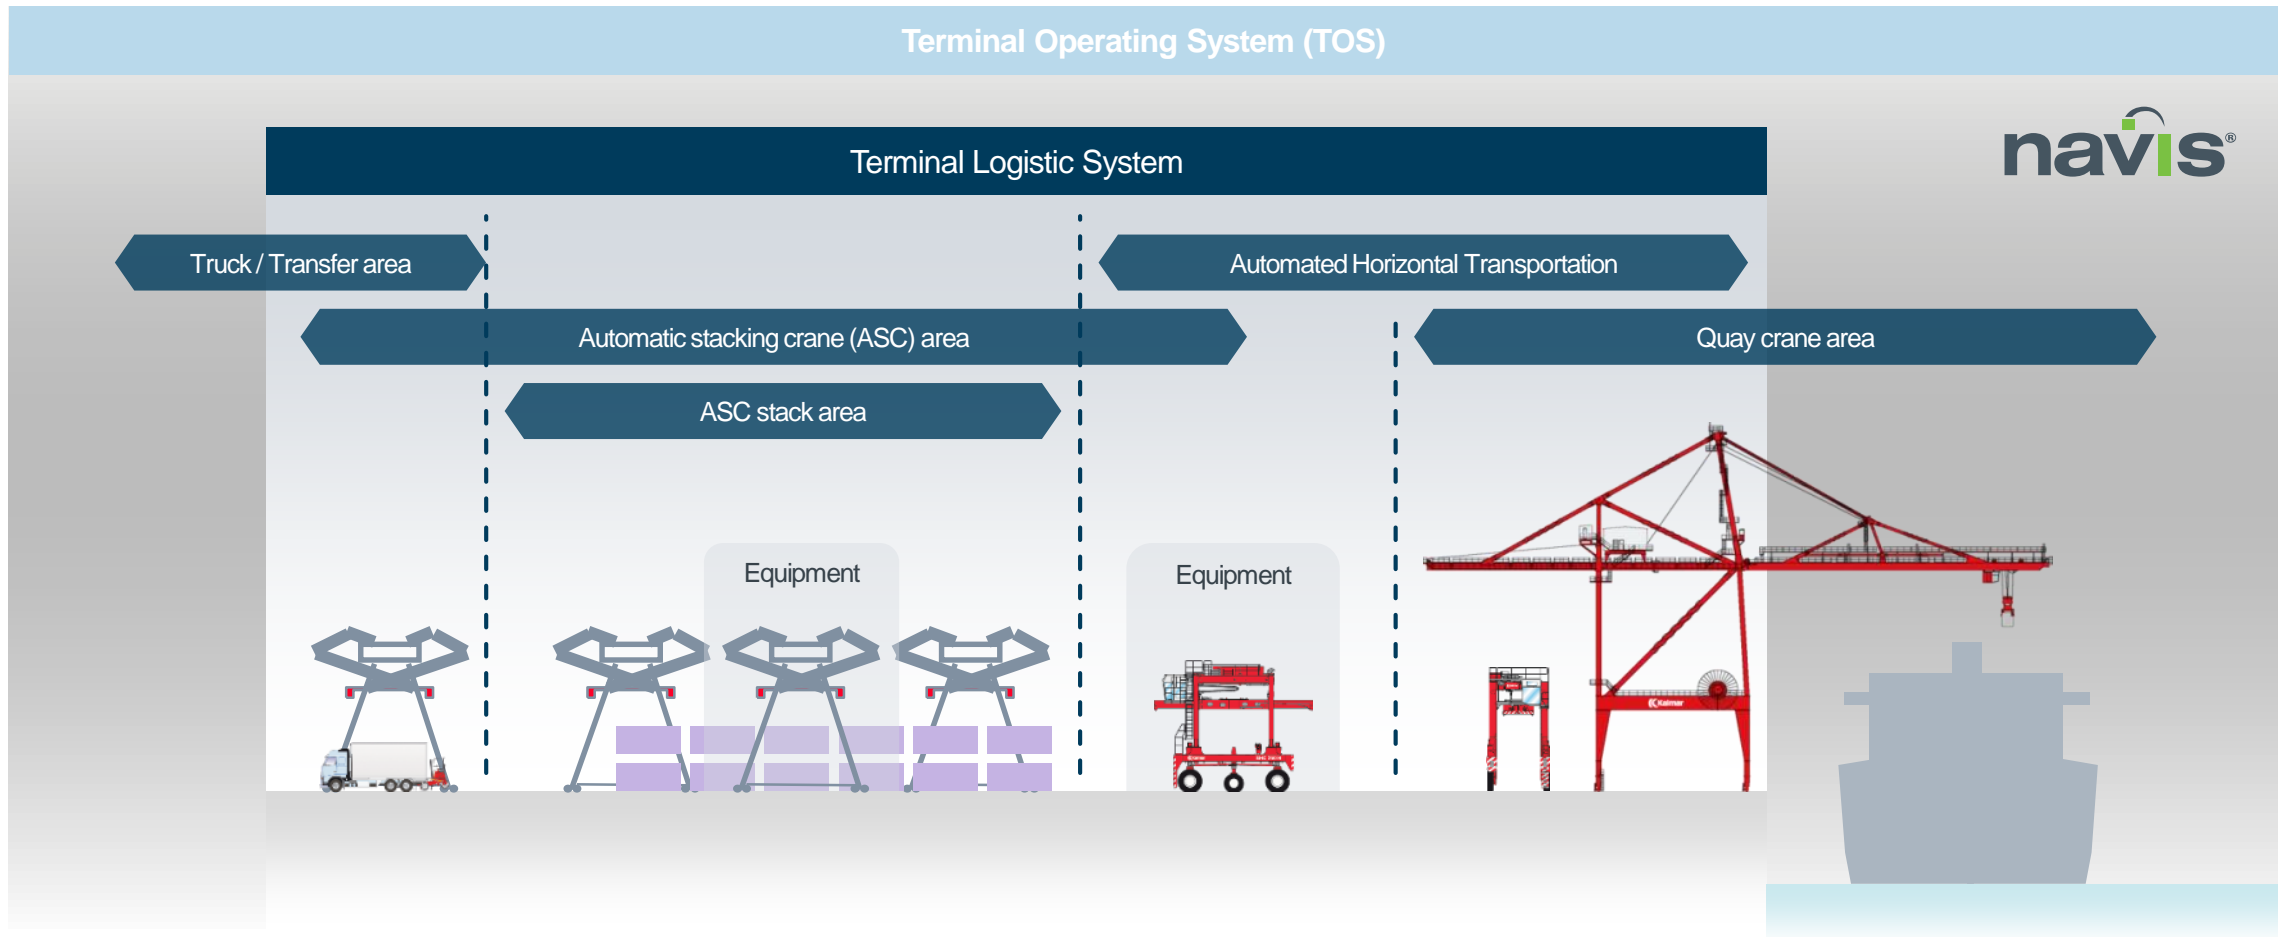 Terminal Operating System (TOS)
navis®
Terminal Logistic System
Truck / Transfer area
Automated Horizontal Transportation
Automatic stacking crane (ASC) area
Quay crane area
ASC stack area
Equipment
Equipment
Kalmar